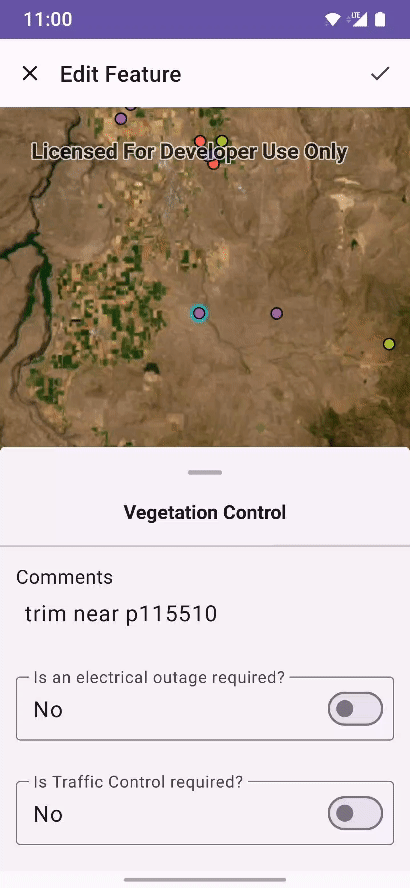 11:00
LTE
Edit Feature
Licensed For Developer Use Only
Vegetation Control
Comments
trim near p115510
Is an electrical outage required?
No
Is Traffic Control required?
No